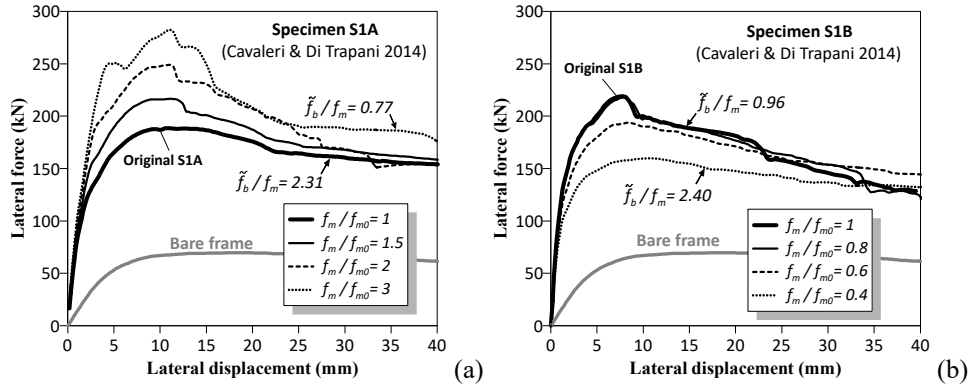 Specimen S1A
(Cavaleri & Di Trapani 2014)
Lateral force (kN)
300
250
200
150
100
50
0
f̃b / fm = 0.77
Original S1A
f̃b / fm = 2.31
Bare frame
fm / fm0 = 1
fm / fm0 = 1.5
fm / fm0 = 2
fm / fm0 = 3
0 5 10 15 20 25 30 35 40
Lateral displacement (mm)
(a)
Specimen S1B
(Cavaleri & Di Trapani 2014)
Lateral force (kN)
300
250
200
150
100
50
0
Original S1B
f̃b / fm = 0.96
f̃b / fm = 2.40
Bare frame
fm / fm0 = 1
fm / fm0 = 0.8
fm / fm0 = 0.6
fm / fm0 = 0.4
0 5 10 15 20 25 30 35 40
Lateral displacement (mm)
(b)